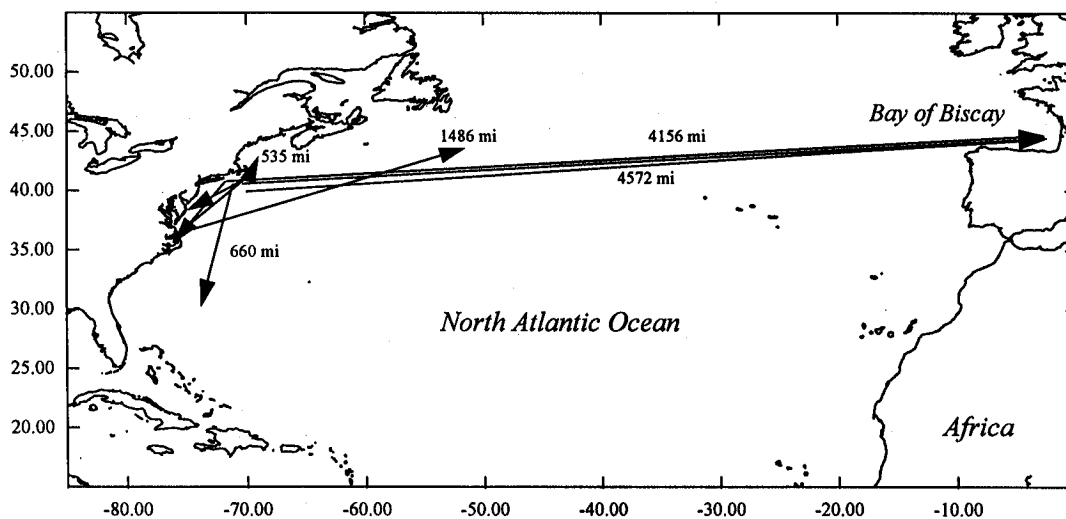 50.00
45.00
40.00
35.00
30.00
25.00
20.00
Bay of Biscay
1486 mi
4156 mi
535 mi
4572 mi
660 mi
North Atlantic Ocean
Africa
-80.00 -70.00 -60.00 -50.00 -40.00 -30.00 -20.00 -10.00